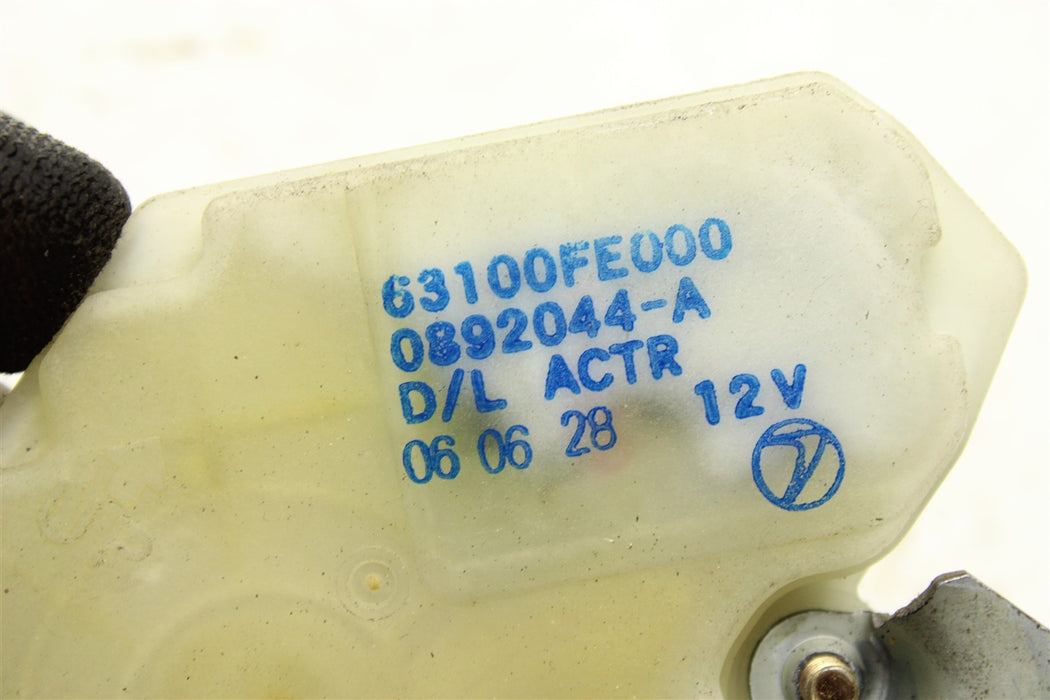 63100FE000
0892044-A
D/L ACTR 12V
06 06 28